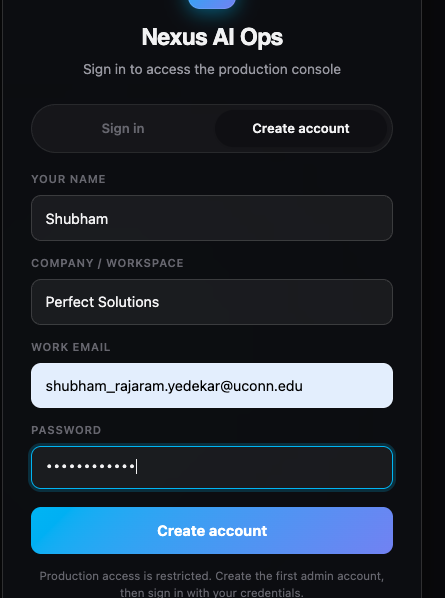 Nexus AI Ops
Sign in to access the production console
Sign in
Create account
YOUR NAME
Shubham
COMPANY / WORKSPACE
Perfect Solutions
WORK EMAIL
shubham_rajaram.yedekar@uconn.edu
PASSWORD
••••••••••••
Create account
Production access is restricted. Create the first admin account,
then sign in with your credentials.